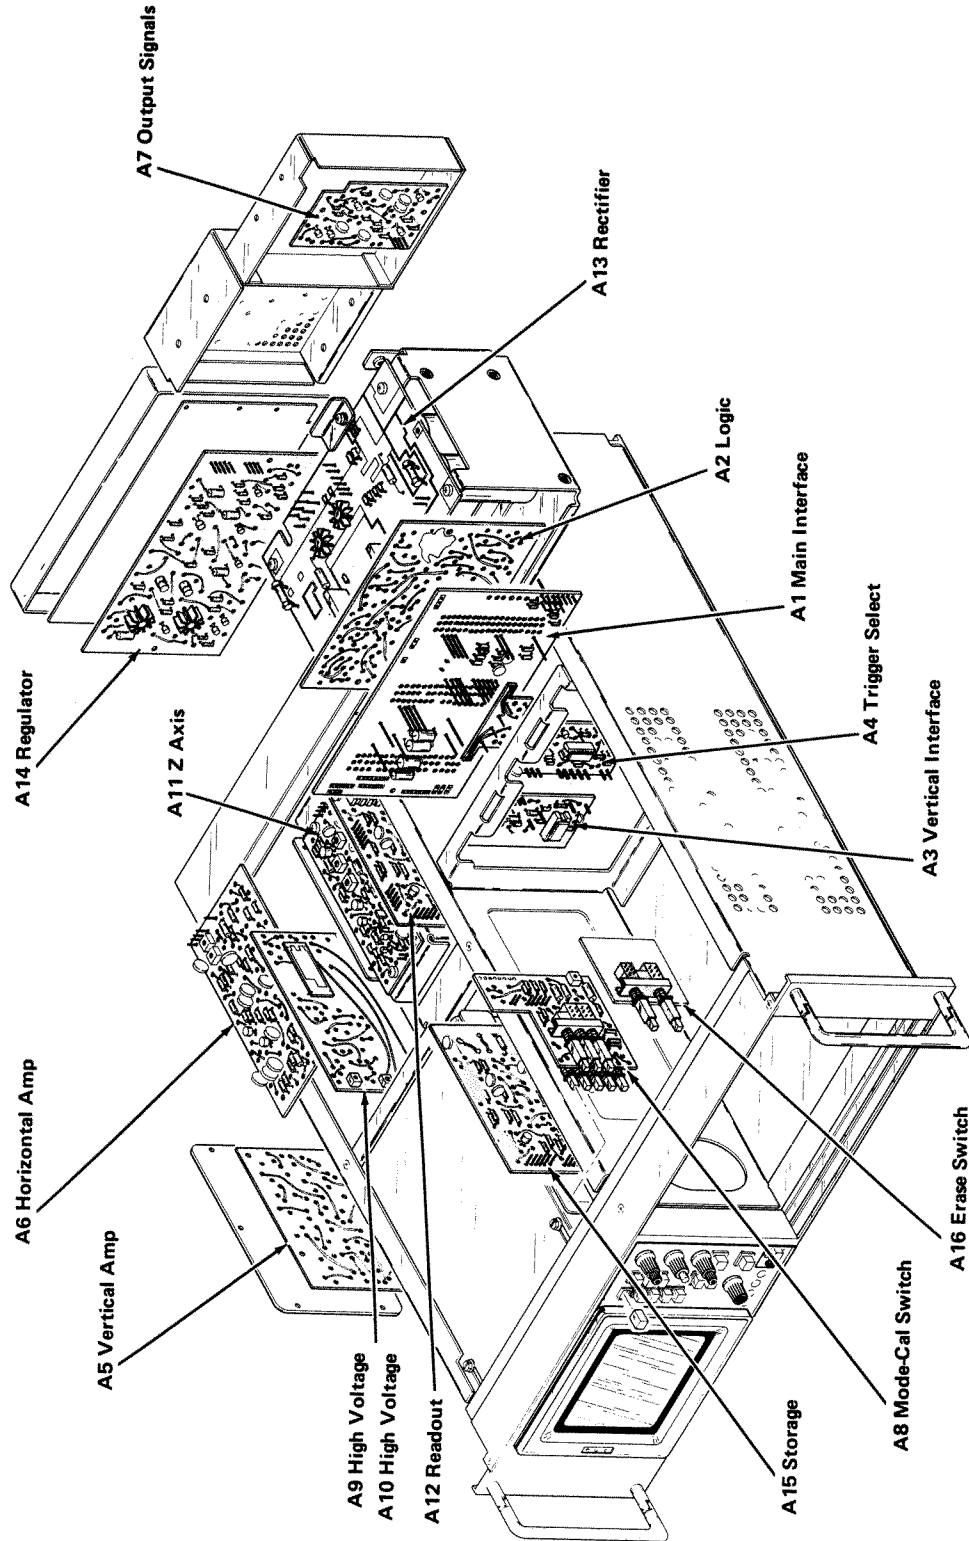 A7 Output Signals
A13 Rectifier
A2 Logic
A1 Main Interface
A4 Trigger Select
A3 Vertical Interface
A14 Regulator
A11 Z Axis
A6 Horizontal Amp
A5 Vertical Amp
A9 High Voltage
A10 High Voltage
A12 Readout
A15 Storage
A8 Mode-Cal Switch
A16 Erase Switch